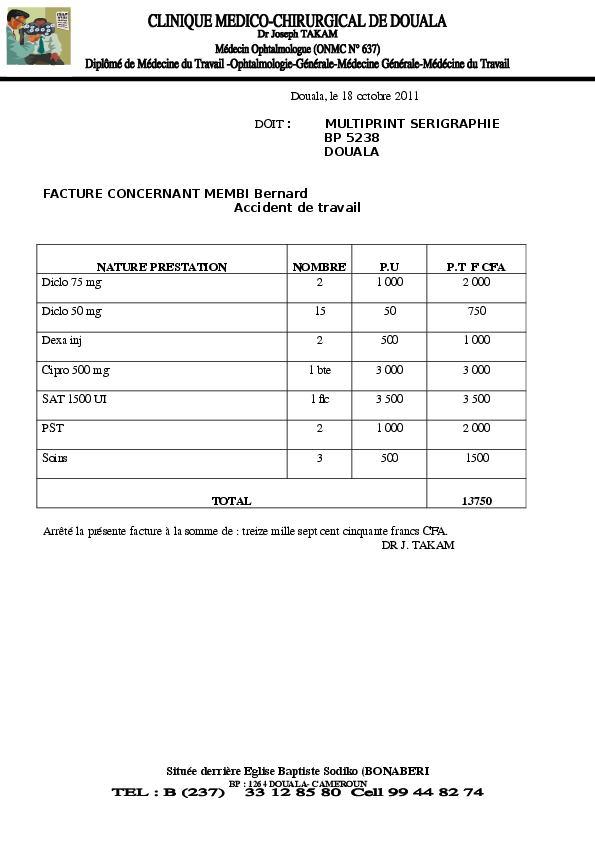 CLINIQUE MEDICO-CHIRURGICAL DE DOUALA
Dr Joseph TAKAM
Médecin Ophtalmologue (ONMC N° 637)
Diplômé de Médecine du Travail -Ophtalmologie-Générale-Médecine Générale-Médécine du Travail
Douala, le 18 octobre 2011
DOIT : MULTIPRINT SERIGRAPHIE
BP 5238
DOUALA
FACTURE CONCERNANT MEMBI Bernard
Accident de travail
NATURE PRESTATION NOMBRE P.U P.T F CFA
Diclo 75 mg 2 1 000 2 000
Diclo 50 mg 15 50 750
Dexa inj 2 500 1 000
Cipro 500 mg 1 bte 3 000 3 000
SAT 1500 UI 1 flc 3 500 3 500
PST 2 1 000 2 000
Soins 3 500 1500
TOTAL 13750
Arrêté la présente facture à la somme de : treize mille sept cent cinquante francs CFA.
DR J. TAKAM
Située derrière Eglise Baptiste Sodiko (BONABERI
BP : 1264 DOUALA- CAMEROUN
TEL : B (237) 33 12 85 80 Cell 99 44 82 74